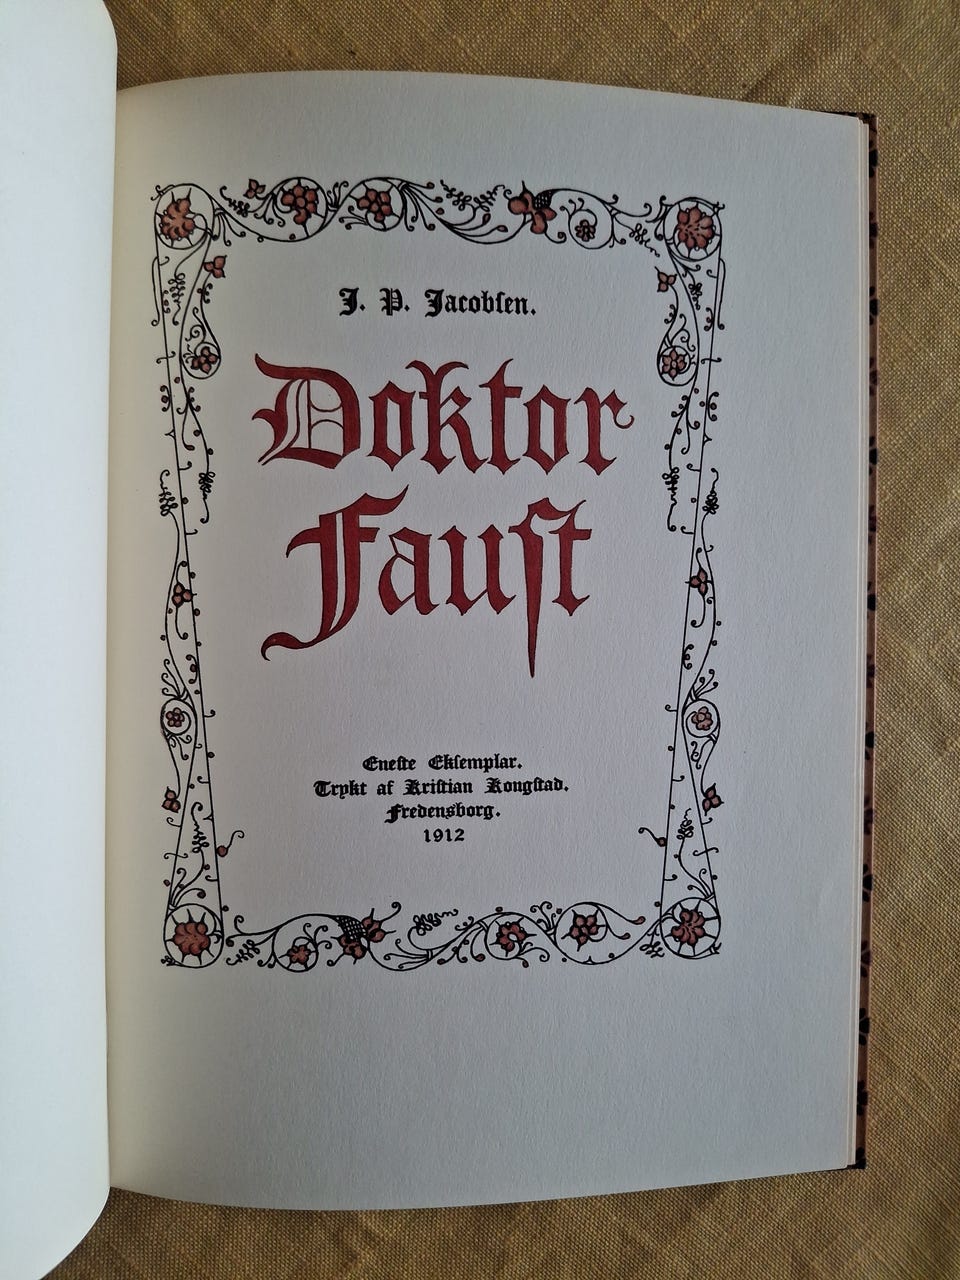 J. P. Jacobſen.
Doktor
Fauſt
Eneſte Ekſemplar.
Trykt af Kriſtian Kongſtad.
Fredensborg.
1912